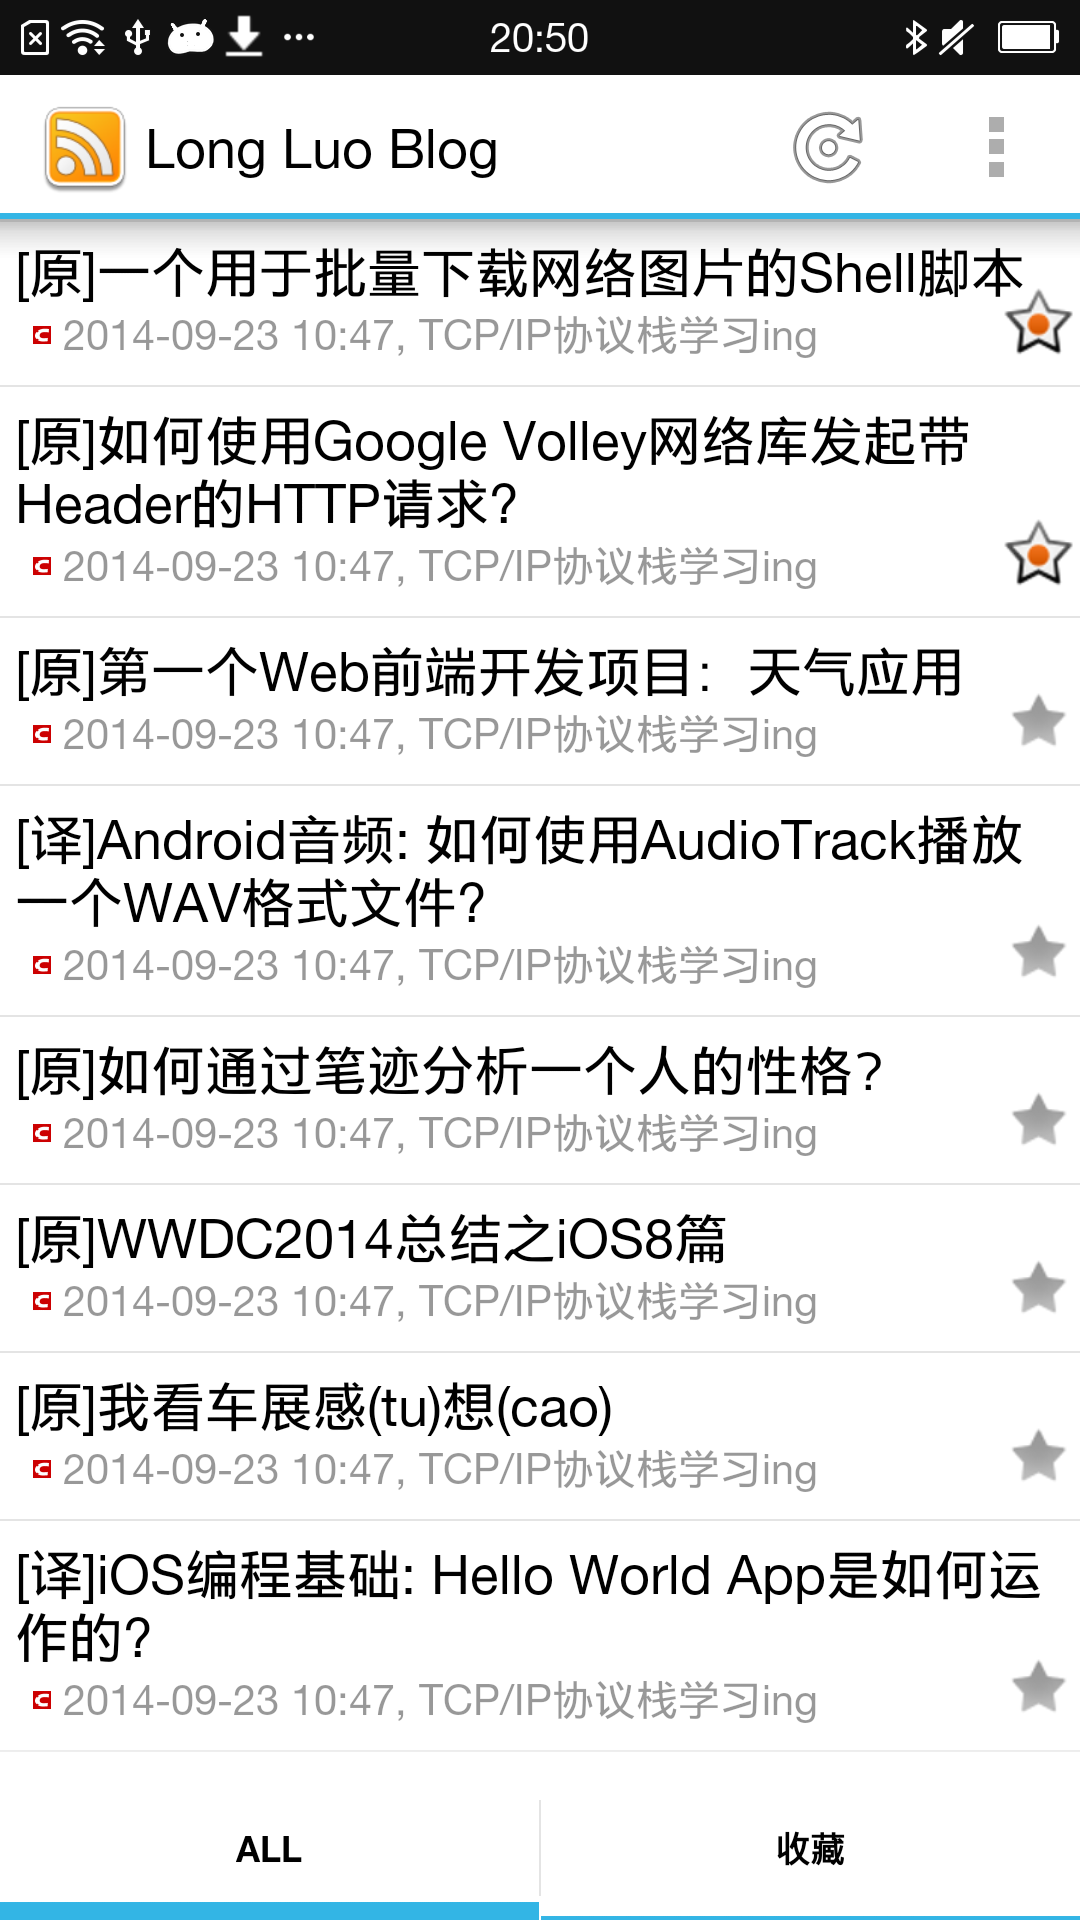 20:50
Long Luo Blog
[原]一个用于批量下载网络图片的Shell脚本
2014-09-23 10:47, TCP/IP协议栈学习ing
[原]如何使用Google Volley网络库发起带
Header的HTTP请求?
2014-09-23 10:47, TCP/IP协议栈学习ing
[原]第一个Web前端开发项目：天气应用
2014-09-23 10:47, TCP/IP协议栈学习ing
[译]Android音频: 如何使用AudioTrack播放
一个WAV格式文件?
2014-09-23 10:47, TCP/IP协议栈学习ing
[原]如何通过笔迹分析一个人的性格?
2014-09-23 10:47, TCP/IP协议栈学习ing
[原]WWDC2014总结之iOS8篇
2014-09-23 10:47, TCP/IP协议栈学习ing
[原]我看车展感(tu)想(cao)
2014-09-23 10:47, TCP/IP协议栈学习ing
[译]iOS编程基础: Hello World App是如何运
作的?
2014-09-23 10:47, TCP/IP协议栈学习ing
ALL
收藏